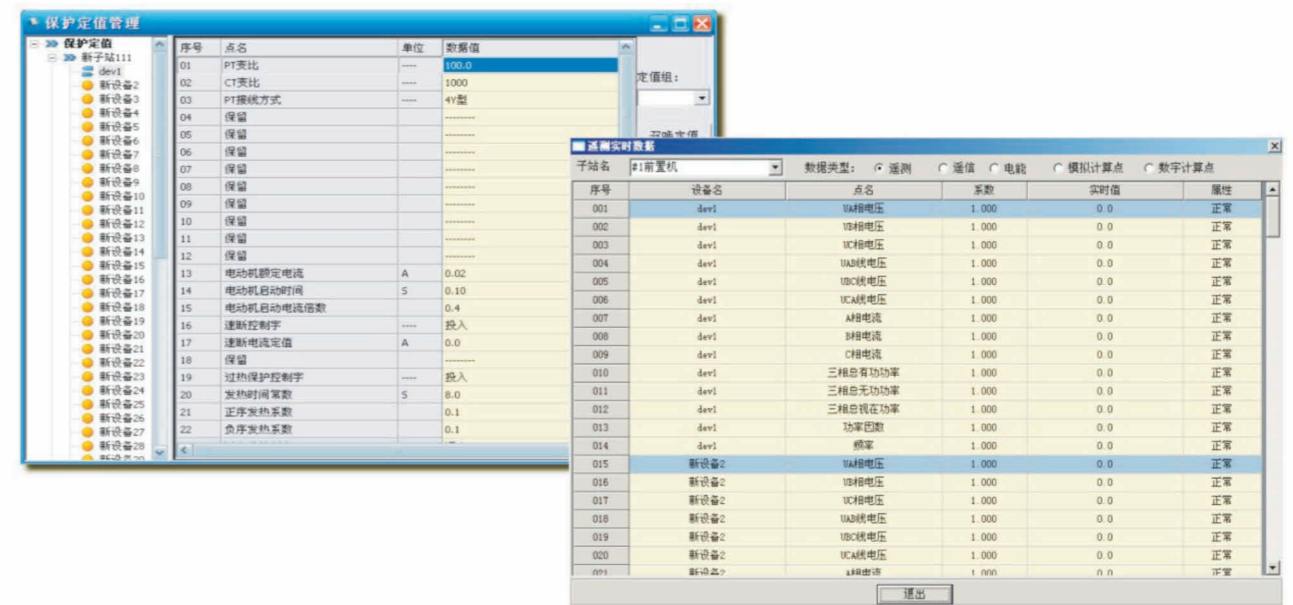 保护定值管理
保护定值
新子站111
dev1
新设备2
新设备3
新设备4
新设备5
新设备6
新设备7
新设备8
新设备9
新设备10
新设备11
新设备12
新设备13
新设备14
新设备15
新设备16
新设备17
新设备18
新设备19
新设备20
新设备21
新设备22
新设备23
新设备24
新设备25
新设备26
新设备27
新设备28
序号 点名 单位 数据值
01 PT变比 ---- 100.0
02 CT变比 ---- 1000
03 PT接线方式 ---- 4Y型
04 保留 --------
05 保留 --------
06 保留 --------
07 保留 --------
08 保留 --------
09 保留 --------
10 保留 --------
11 保留 --------
12 保留 --------
13 电动机额定电流 A 0.02
14 电动机启动时间 S 0.10
15 电动机启动电流倍数 0.4
16 速断控制字 ---- 投入
17 速断电流定值 A 0.0
18 保留 --------
19 过热保护控制字 ---- 投入
20 发热时间常数 S 8.0
21 正序发热系数 0.1
22 负序发热系数 0.1
定值组：
召唤定值
遥测实时数据
子站名 #1前置机 数据类型： 遥测 遥信 电能 模拟计算点 数字计算点
序号 设备名 点名 系数 实时值 属性
001 dev1 UA相电压 1.000 0.0 正常
002 dev1 UB相电压 1.000 0.0 正常
003 dev1 UC相电压 1.000 0.0 正常
004 dev1 UAB线电压 1.000 0.0 正常
005 dev1 UBC线电压 1.000 0.0 正常
006 dev1 UCA线电压 1.000 0.0 正常
007 dev1 A相电流 1.000 0.0 正常
008 dev1 B相电流 1.000 0.0 正常
009 dev1 C相电流 1.000 0.0 正常
010 dev1 三相总有功功率 1.000 0.0 正常
011 dev1 三相总无功功率 1.000 0.0 正常
012 dev1 三相总视在功率 1.000 0.0 正常
013 dev1 功率因数 1.000 0.0 正常
014 dev1 频率 1.000 0.0 正常
015 新设备2 UA相电压 1.000 0.0 正常
016 新设备2 UB相电压 1.000 0.0 正常
017 新设备2 UC相电压 1.000 0.0 正常
018 新设备2 UAB线电压 1.000 0.0 正常
019 新设备2 UBC线电压 1.000 0.0 正常
020 新设备2 UCA线电压 1.000 0.0 正常
021 新设备2 A相电流 1.000 0.0 正常
退出